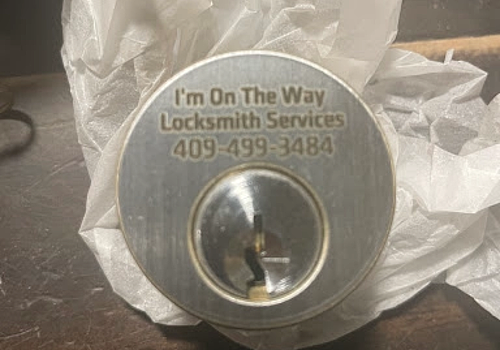 I'm On The Way
Locksmith Services
409-499-3484